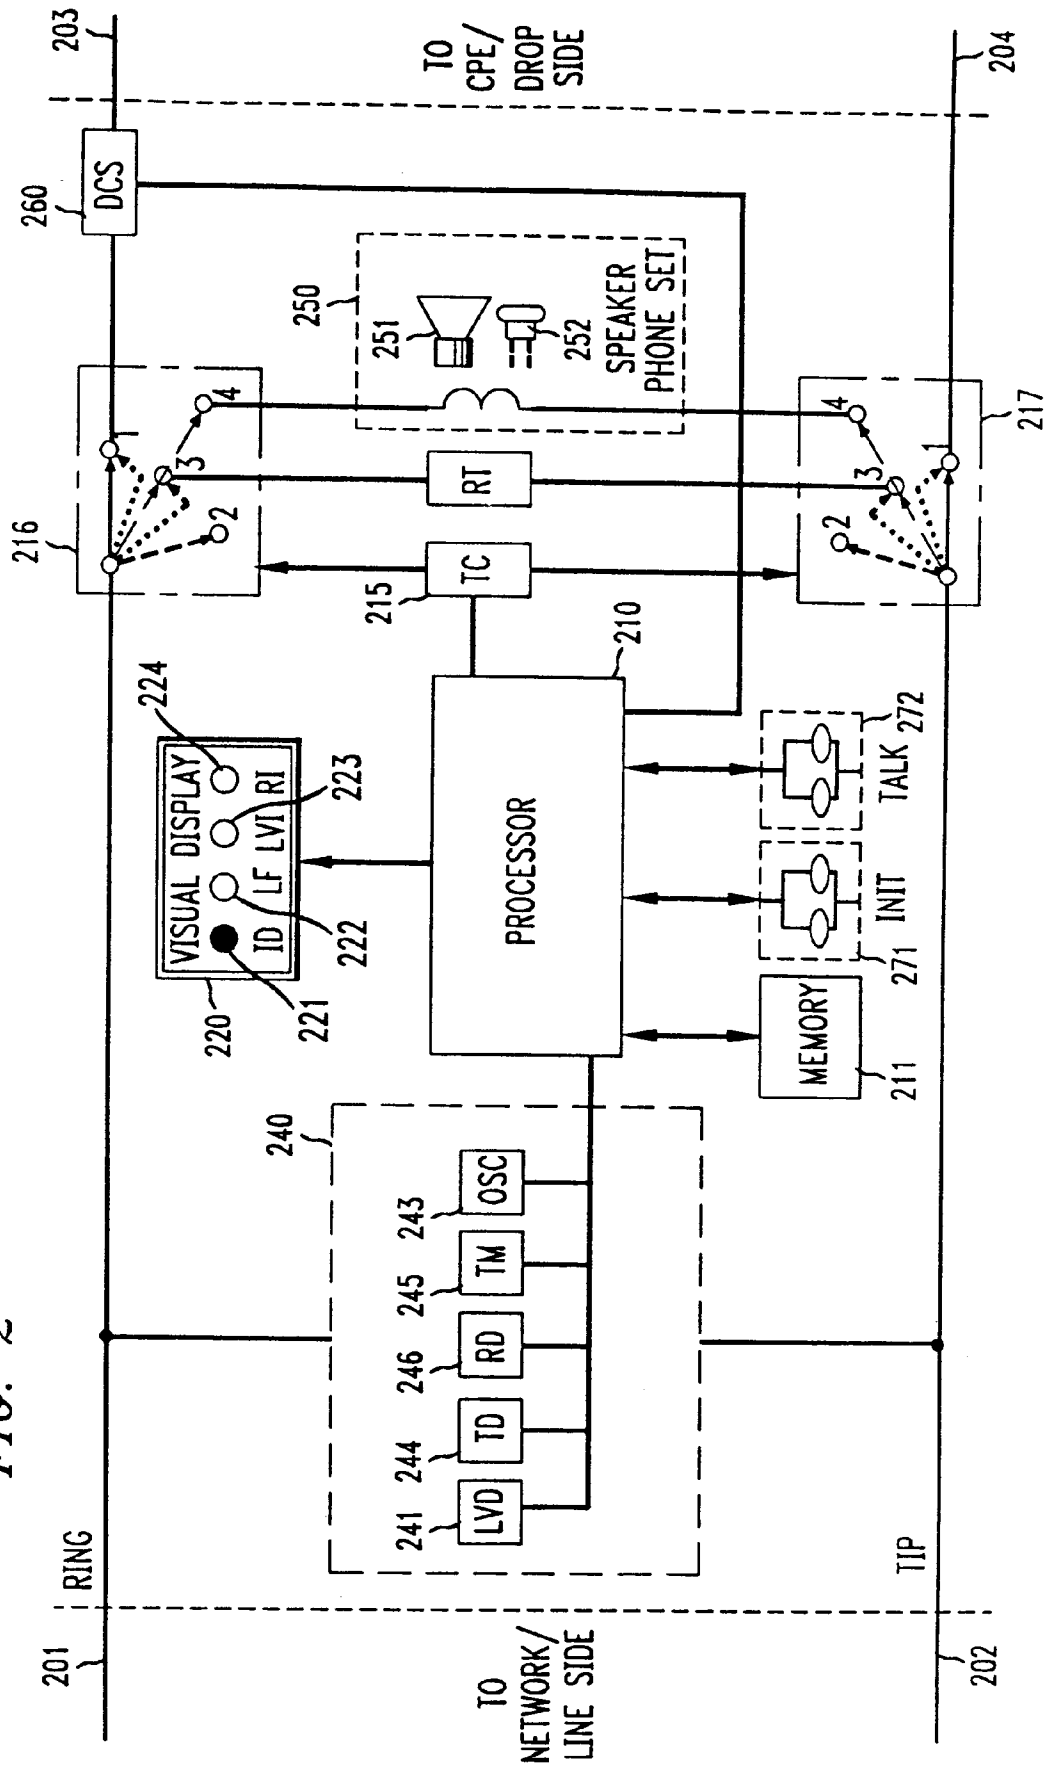 FIG. 2
201
RING
203
TO
NETWORK/
LINE SIDE
TO
CPE/
DROP
SIDE
202
TIP
204
240
241
LVD
244
TD
246
RD
245
TM
243
OSC
220
VISUAL DISPLAY
ID LF LVI RI
221
222
223
224
PROCESSOR
210
MEMORY
211
271
INIT
TALK
272
215
TC
RT
216
1
2
3
4
217
1
2
3
4
250
251
252
SPEAKER
PHONE SET
260
DCS